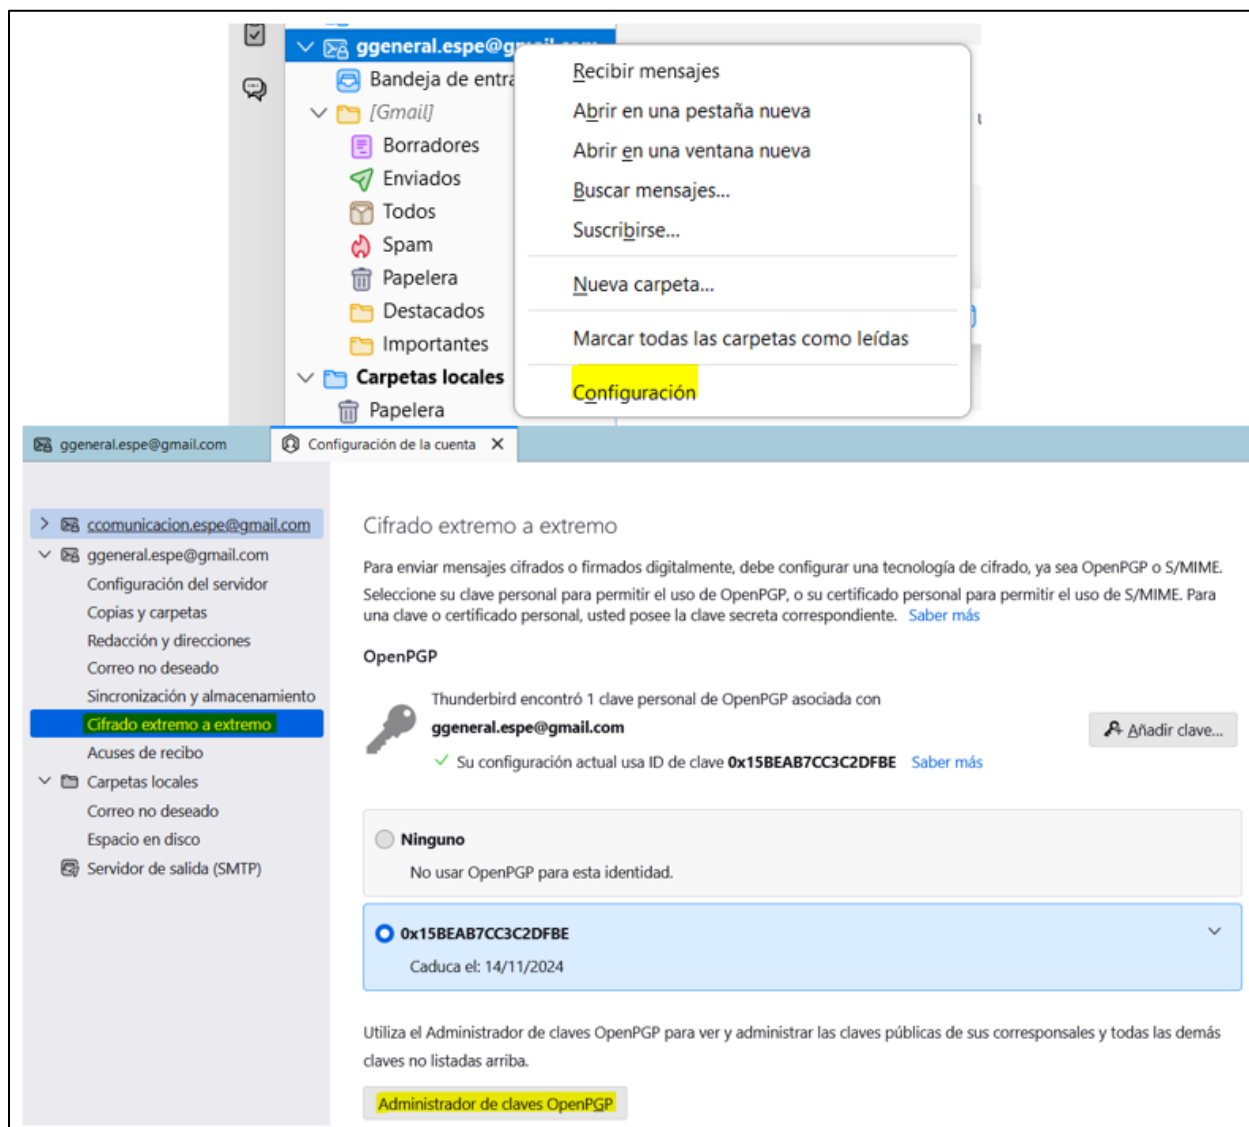 ggeneral.espe@gmail.com
Bandeja de entra
[Gmail]
Borradores
Enviados
Todos
Spam
Papelera
Destacados
Importantes
Carpetas locales
Papelera
Recibir mensajes
Abrir en una pestaña nueva
Abrir en una ventana nueva
Buscar mensajes...
Suscribirse...
Nueva carpeta...
Marcar todas las carpetas como leídas
Configuración
ggeneral.espe@gmail.com
Configuración de la cuenta
ccomunicacion.espe@gmail.com
ggeneral.espe@gmail.com
Configuración del servidor
Copias y carpetas
Redacción y direcciones
Correo no deseado
Sincronización y almacenamiento
Cifrado extremo a extremo
Acuses de recibo
Carpetas locales
Correo no deseado
Espacio en disco
Servidor de salida (SMTP)
Cifrado extremo a extremo
Para enviar mensajes cifrados o firmados digitalmente, debe configurar una tecnología de cifrado, ya sea OpenPGP o S/MIME.
Seleccione su clave personal para permitir el uso de OpenPGP, o su certificado personal para permitir el uso de S/MIME. Para
una clave o certificado personal, usted posee la clave secreta correspondiente. Saber más
OpenPGP
Thunderbird encontró 1 clave personal de OpenPGP asociada con
ggeneral.espe@gmail.com
Añadir clave...
Su configuración actual usa ID de clave 0x15BEAB7CC3C2DFBE Saber más
Ninguno
No usar OpenPGP para esta identidad.
0x15BEAB7CC3C2DFBE
Caduca el: 14/11/2024
Utiliza el Administrador de claves OpenPGP para ver y administrar las claves públicas de sus corresponsales y todas las demás
claves no listadas arriba.
Administrador de claves OpenPGP